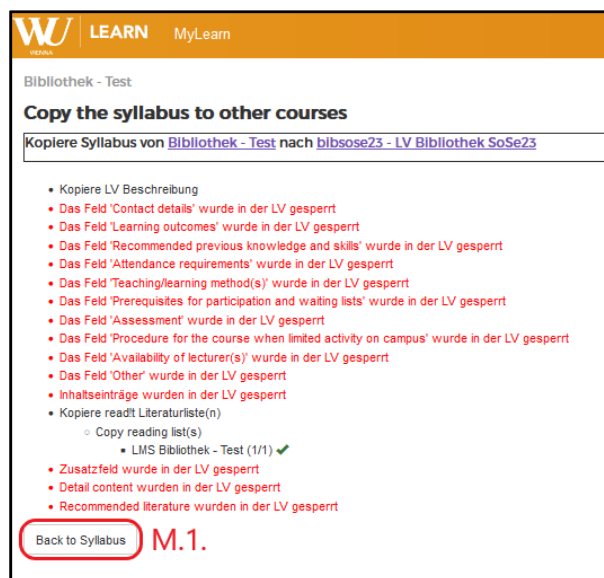 WU LEARN MyLearn
VIENNA
Bibliothek - Test
Copy the syllabus to other courses
Kopiere Syllabus von Bibliothek - Test nach bibsose23 - LV Bibliothek SoSe23
Kopiere LV Beschreibung
Das Feld 'Contact details' wurde in der LV gesperrt
Das Feld 'Learning outcomes' wurde in der LV gesperrt
Das Feld 'Recommended previous knowledge and skills' wurde in der LV gesperrt
Das Feld 'Attendance requirements' wurde in der LV gesperrt
Das Feld 'Teaching/learning method(s)' wurde in der LV gesperrt
Das Feld 'Prerequisites for participation and waiting lists' wurde in der LV gesperrt
Das Feld 'Assessment' wurde in der LV gesperrt
Das Feld 'Procedure for the course when limited activity on campus' wurde in der LV gesperrt
Das Feld 'Availability of lecturer(s)' wurde in der LV gesperrt
Das Feld 'Other' wurde in der LV gesperrt
Inhaltseinträge wurden in der LV gesperrt
Kopiere read!t Literaturliste(n)
Copy reading list(s)
LMS Bibliothek - Test (1/1) ✔
Zusatzfeld wurde in der LV gesperrt
Detail content wurden in der LV gesperrt
Recommended literature wurden in der LV gesperrt
Back to Syllabus M.1.